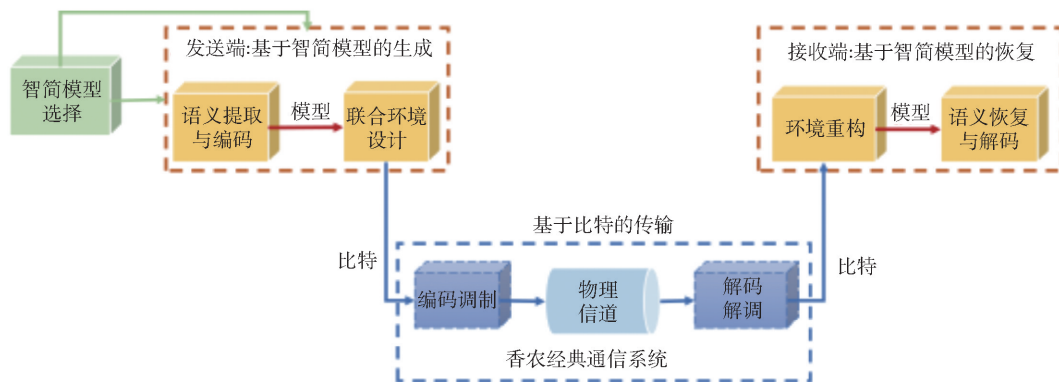 发送端:基于智简模型的生成
接收端:基于智简模型的恢复
智简模型
选择
语义提取
与编码
模型
联合环境
设计
环境重构
模型
语义恢复
与解码
基于比特的传输
比特
比特
编码调制
物理
信道
解码
解调
香农经典通信系统